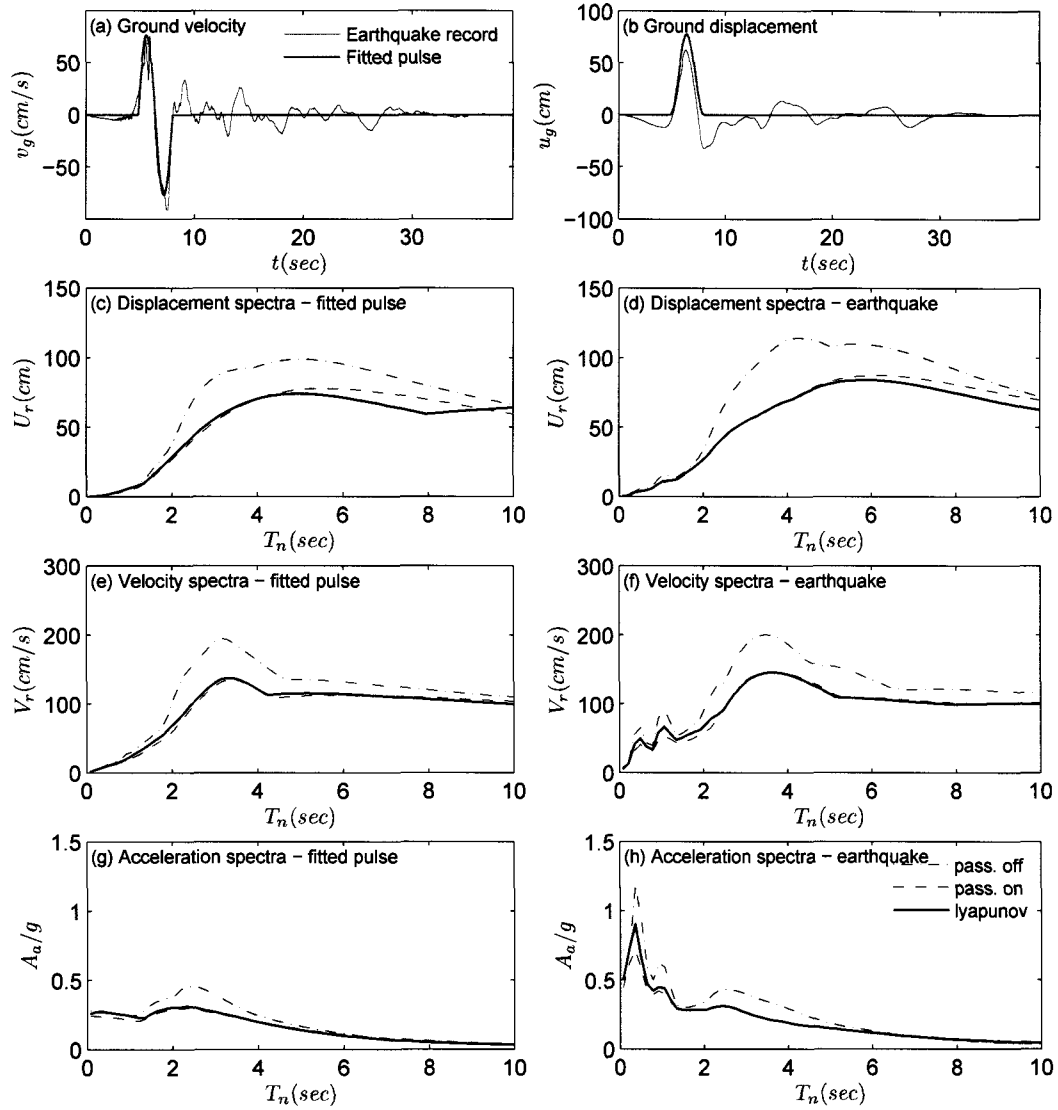 (a) Ground velocity
Earthquake record
Fitted pulse
50
0
−50
v_g(cm/s)
0 10 20 30
t(sec)
(b) Ground displacement
100
50
0
−50
−100
u_g(cm)
0 10 20 30
t(sec)
(c) Displacement spectra − fitted pulse
150
100
50
0
U_r(cm)
0 2 4 6 8 10
T_n(sec)
(d) Displacement spectra − earthquake
150
100
50
0
U_r(cm)
0 2 4 6 8 10
T_n(sec)
(e) Velocity spectra − fitted pulse
300
200
100
0
V_r(cm/s)
0 2 4 6 8 10
T_n(sec)
(f) Velocity spectra − earthquake
300
200
100
0
V_r(cm/s)
0 2 4 6 8 10
T_n(sec)
(g) Acceleration spectra − fitted pulse
1.5
1
0.5
0
A_a/g
0 2 4 6 8 10
T_n(sec)
(h) Acceleration spectra − earthquake
pass. off
pass. on
lyapunov
1.5
1
0.5
0
A_a/g
0 2 4 6 8 10
T_n(sec)